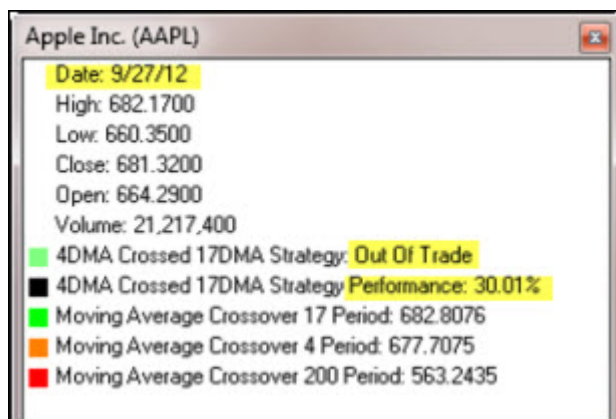 Apple Inc. (AAPL)
Date: 9/27/12
High: 682.1700
Low: 660.3500
Close: 681.3200
Open: 664.2900
Volume: 21,217,400
4DMA Crossed 17DMA Strategy: Out Of Trade
4DMA Crossed 17DMA Strategy Performance: 30.01%
Moving Average Crossover 17 Period: 682.8076
Moving Average Crossover 4 Period: 677.7075
Moving Average Crossover 200 Period: 563.2435